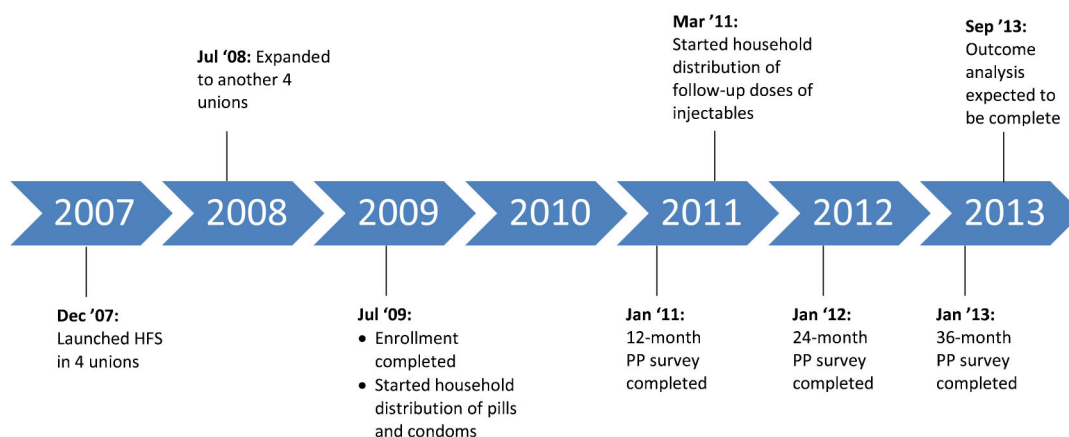 Jul ‘08: Expanded
to another 4
unions
Mar ’11:
Started household
distribution of
follow-up doses of
injectables
Sep ’13:
Outcome
analysis
expected to
be complete
2007
2008
2009
2010
2011
2012
2013
Dec ’07:
Launched HFS
in 4 unions
Jul ‘09:
• Enrollment
completed
• Started household
distribution of pills
and condoms
Jan ‘11:
12-month
PP survey
completed
Jan ‘12:
24-month
PP survey
completed
Jan ’13:
36-month
PP survey
completed